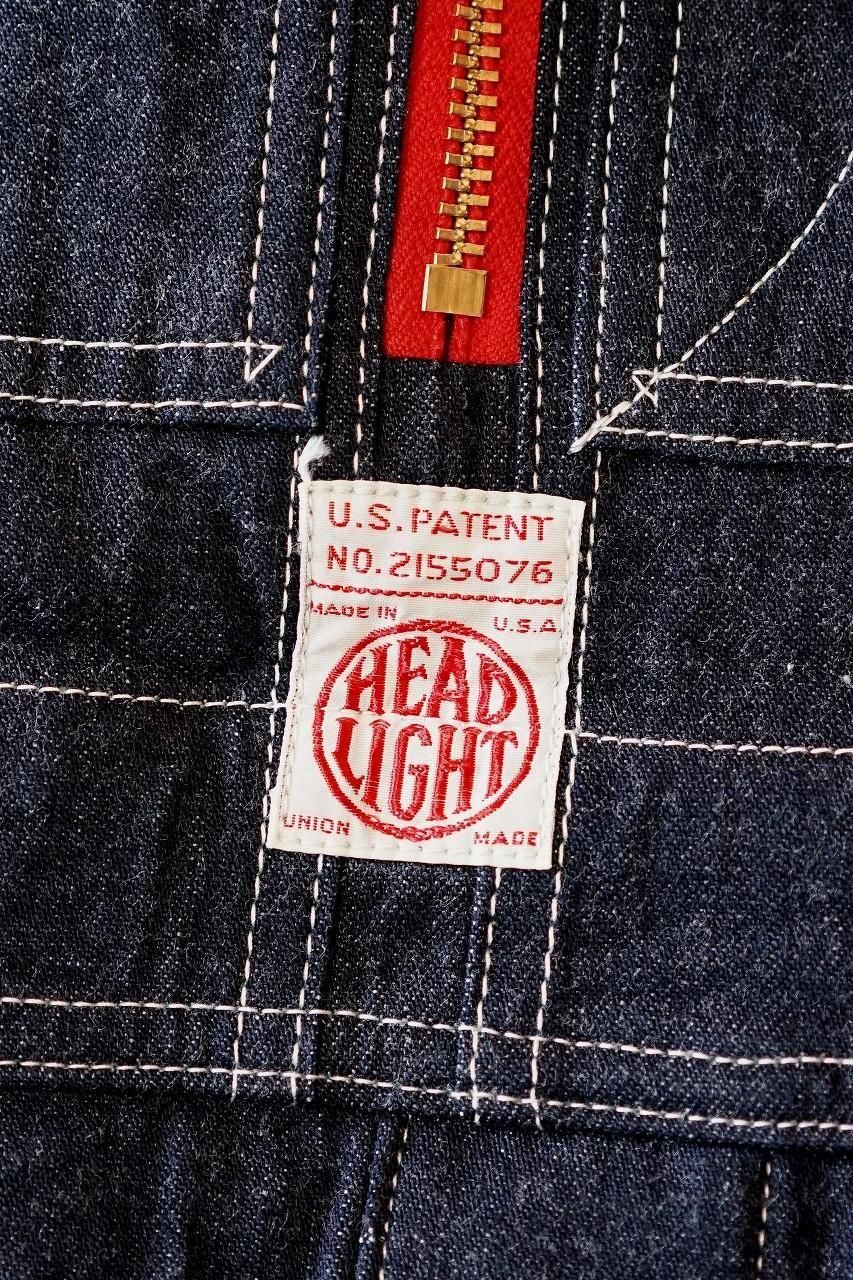 U.S. PATENT
NO. 2155076
MADE IN U.S.A.
HEAD
LIGHT
UNION MADE